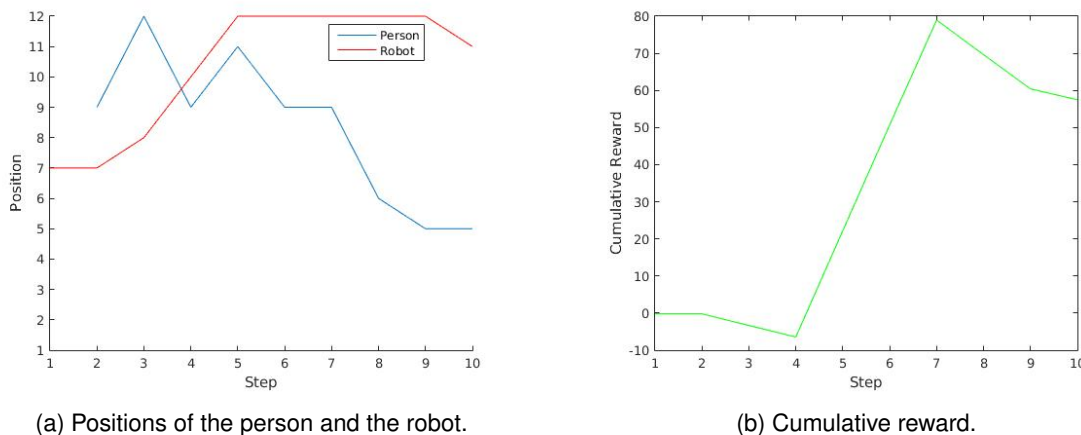 12
11
10
9
8
7
6
5
4
3
2
1
Position
Person
Robot
1 2 3 4 5 6 7 8 9 10
Step
(a) Positions of the person and the robot.
80
70
60
50
40
30
20
10
0
-10
Cumulative Reward
1 2 3 4 5 6 7 8 9 10
Step
(b) Cumulative reward.